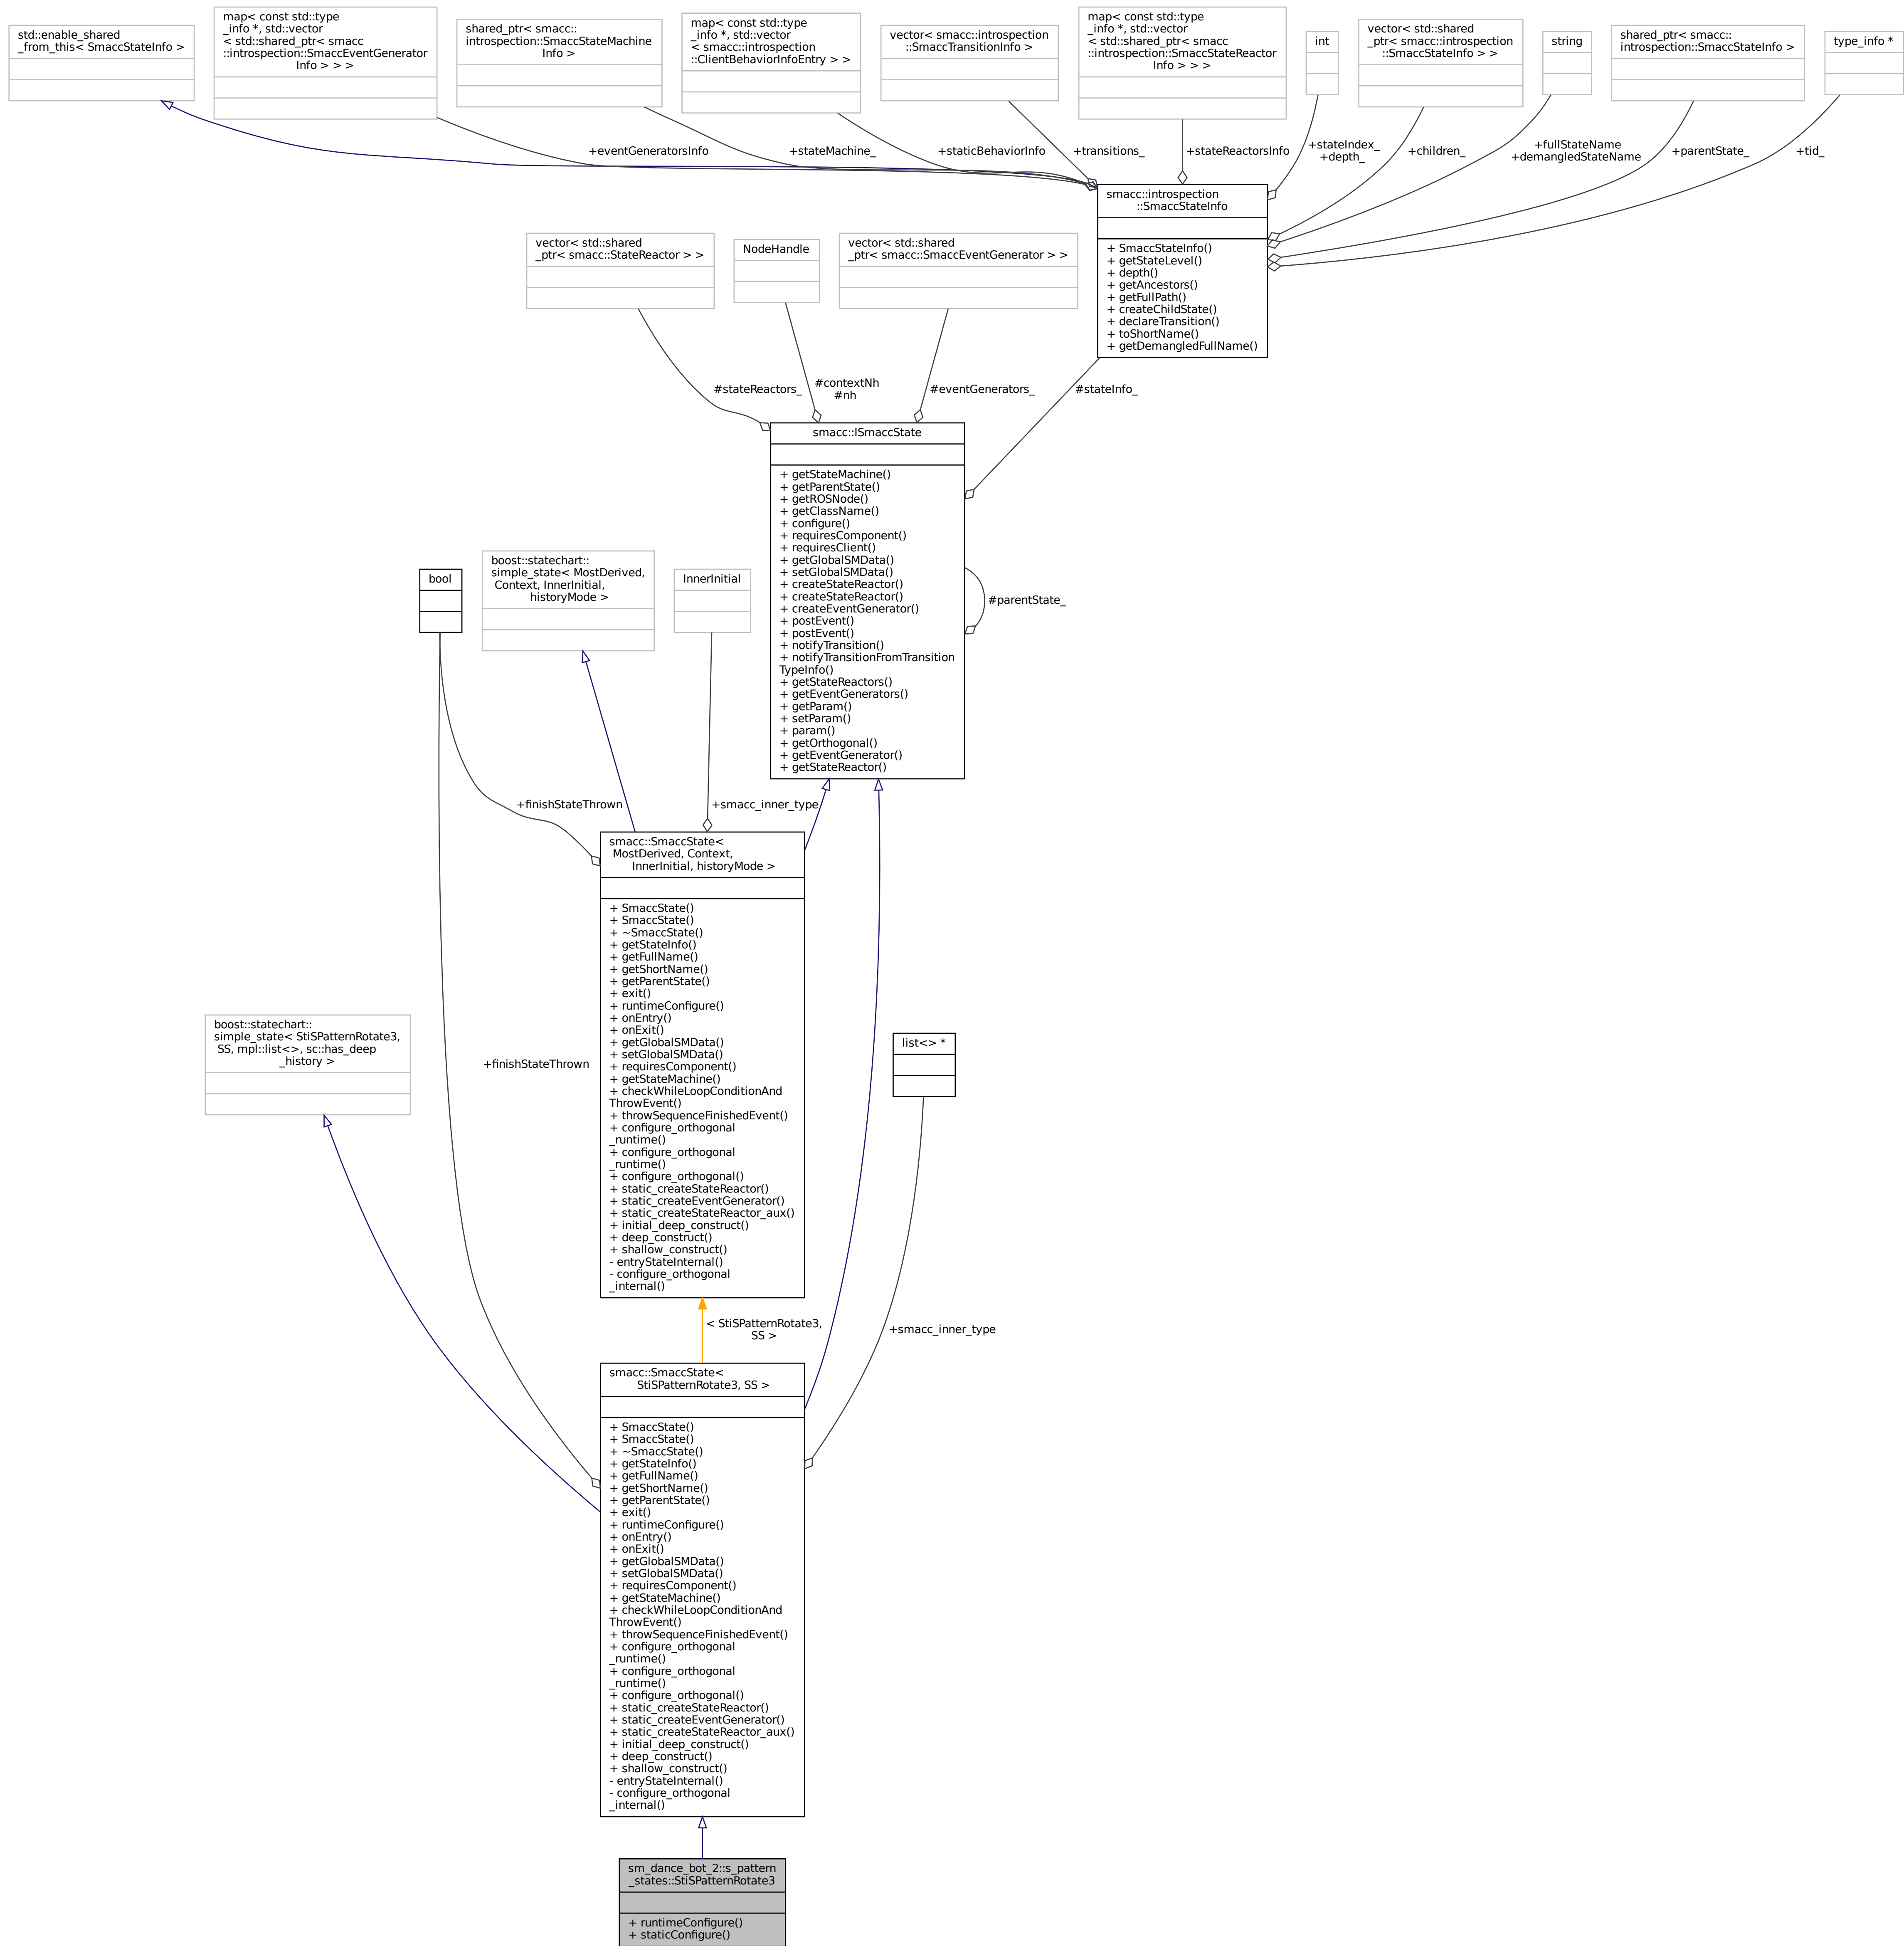 std::enable_shared
_from_this< SmaccStateInfo >
map< const std::type
_info *, std::vector
< std::shared_ptr< smacc
::introspection::SmaccEventGenerator
Info > > >
shared_ptr< smacc::
introspection::SmaccStateMachine
Info >
map< const std::type
_info *, std::vector
< smacc::introspection
::ClientBehaviorInfoEntry > >
vector< smacc::introspection
::SmaccTransitionInfo >
map< const std::type
_info *, std::vector
< std::shared_ptr< smacc
::introspection::SmaccStateReactor
Info > > >
int
vector< std::shared
_ptr< smacc::introspection
::SmaccStateInfo > >
string
shared_ptr< smacc::
introspection::SmaccStateInfo >
type_info *
+eventGeneratorsInfo
+stateMachine_
+staticBehaviorInfo
+transitions_
+stateReactorsInfo
+stateIndex_
+depth_
+children_
+fullStateName
+demangledStateName
+parentState_
+tid_
smacc::introspection
::SmaccStateInfo
+ SmaccStateInfo()
+ getStateLevel()
+ depth()
+ getAncestors()
+ getFullPath()
+ createChildState()
+ declareTransition()
+ toShortName()
+ getDemangledFullName()
vector< std::shared
_ptr< smacc::StateReactor > >
NodeHandle
vector< std::shared
_ptr< smacc::SmaccEventGenerator > >
#stateReactors_
#contextNh
#nh
#eventGenerators_
#stateInfo_
smacc::ISmaccState
+ getStateMachine()
+ getParentState()
+ getROSNode()
+ getClassName()
+ configure()
+ requiresComponent()
+ requiresClient()
+ getGlobalSMData()
+ setGlobalSMData()
+ createStateReactor()
+ createStateReactor()
+ createEventGenerator()
+ postEvent()
+ postEvent()
+ notifyTransition()
+ notifyTransitionFromTransition
TypeInfo()
+ getStateReactors()
+ getEventGenerators()
+ getParam()
+ setParam()
+ param()
+ getOrthogonal()
+ getEventGenerator()
+ getStateReactor()
#parentState_
bool
boost::statechart::
simple_state< MostDerived,
Context, InnerInitial,
historyMode >
InnerInitial
+finishStateThrown
+smacc_inner_type
smacc::SmaccState<
MostDerived, Context,
InnerInitial, historyMode >
+ SmaccState()
+ SmaccState()
+ ~SmaccState()
+ getStateInfo()
+ getFullName()
+ getShortName()
+ getParentState()
+ exit()
+ runtimeConfigure()
+ onEntry()
+ onExit()
+ getGlobalSMData()
+ setGlobalSMData()
+ requiresComponent()
+ getStateMachine()
+ checkWhileLoopConditionAnd
ThrowEvent()
+ throwSequenceFinishedEvent()
+ configure_orthogonal
_runtime()
+ configure_orthogonal
_runtime()
+ configure_orthogonal()
+ static_createStateReactor()
+ static_createEventGenerator()
+ static_createStateReactor_aux()
+ initial_deep_construct()
+ deep_construct()
+ shallow_construct()
- entryStateInternal()
- configure_orthogonal
_internal()
boost::statechart::
simple_state< StiSPatternRotate3,
SS, mpl::list<>, sc::has_deep
_history >
+finishStateThrown
list<> *
< StiSPatternRotate3,
SS >
+smacc_inner_type
smacc::SmaccState<
StiSPatternRotate3, SS >
+ SmaccState()
+ SmaccState()
+ ~SmaccState()
+ getStateInfo()
+ getFullName()
+ getShortName()
+ getParentState()
+ exit()
+ runtimeConfigure()
+ onEntry()
+ onExit()
+ getGlobalSMData()
+ setGlobalSMData()
+ requiresComponent()
+ getStateMachine()
+ checkWhileLoopConditionAnd
ThrowEvent()
+ throwSequenceFinishedEvent()
+ configure_orthogonal
_runtime()
+ configure_orthogonal
_runtime()
+ configure_orthogonal()
+ static_createStateReactor()
+ static_createEventGenerator()
+ static_createStateReactor_aux()
+ initial_deep_construct()
+ deep_construct()
+ shallow_construct()
- entryStateInternal()
- configure_orthogonal
_internal()
sm_dance_bot_2::s_pattern
_states::StiSPatternRotate3
+ runtimeConfigure()
+ staticConfigure()